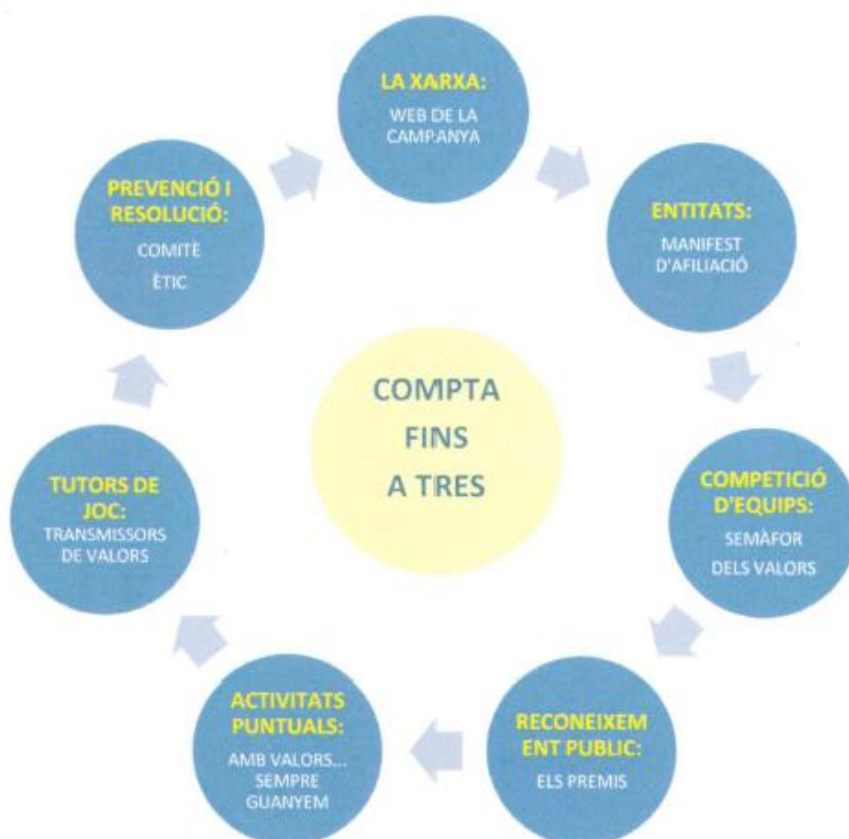 LA XARXA:
WEB DE LA
CAMPANYA
ENTITATS:
MANIFEST
D'AFILIACIÓ
COMPETICIÓ
D'EQUIPS:
SEMÀFOR
DELS VALORS
RECONEIXEM
ENT PUBLIC:
ELS PREMIS
ACTIVITATS
PUNTUALS:
AMB VALORS...
SEMPRE
GUANYEM
TUTORS DE
JOC:
TRANSMISSORS
DE VALORS
PREVENCIÓ I
RESOLUCIÓ:
COMITÈ
ÈTIC
COMPTA
FINS
A TRES